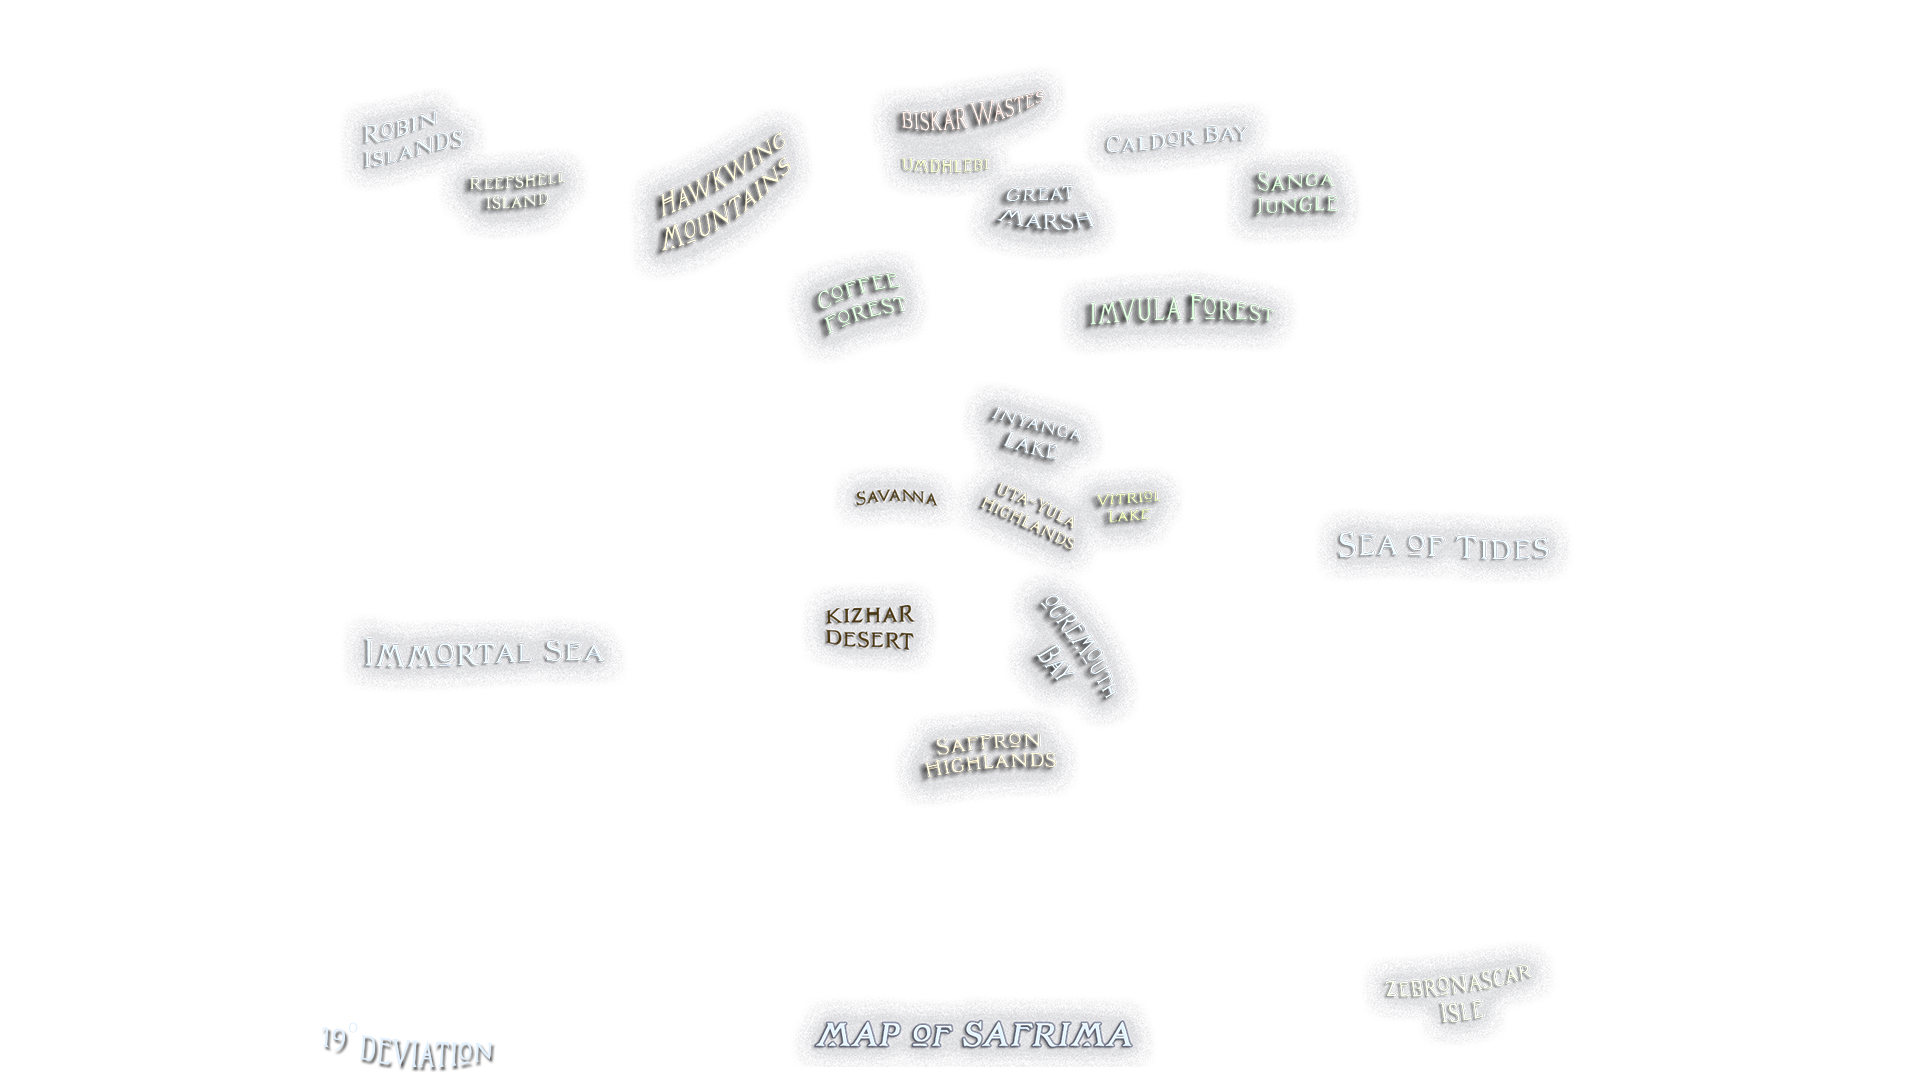 ROBIN
ISLANDS
REEFSHELL
ISLAND
HAWKWING
MOUNTAINS
BISKAR WASTES
UMDHLEBI
CALDOR BAY
GREAT
MARSH
SANGA
JUNGLE
COFFEE
FOREST
IMVULA FOREST
INYANGA
LAKE
SAVANNA
UTA-YULA
HIGHLANDS
VITRIOL
LAKE
SEA OF TIDES
IMMORTAL SEA
KIZHAR
DESERT
OGREMOUTH
BAY
SAFFRON
HIGHLANDS
ZEBRONASCAR
ISLE
19° DEVIATION
MAP OF SAFRIMA